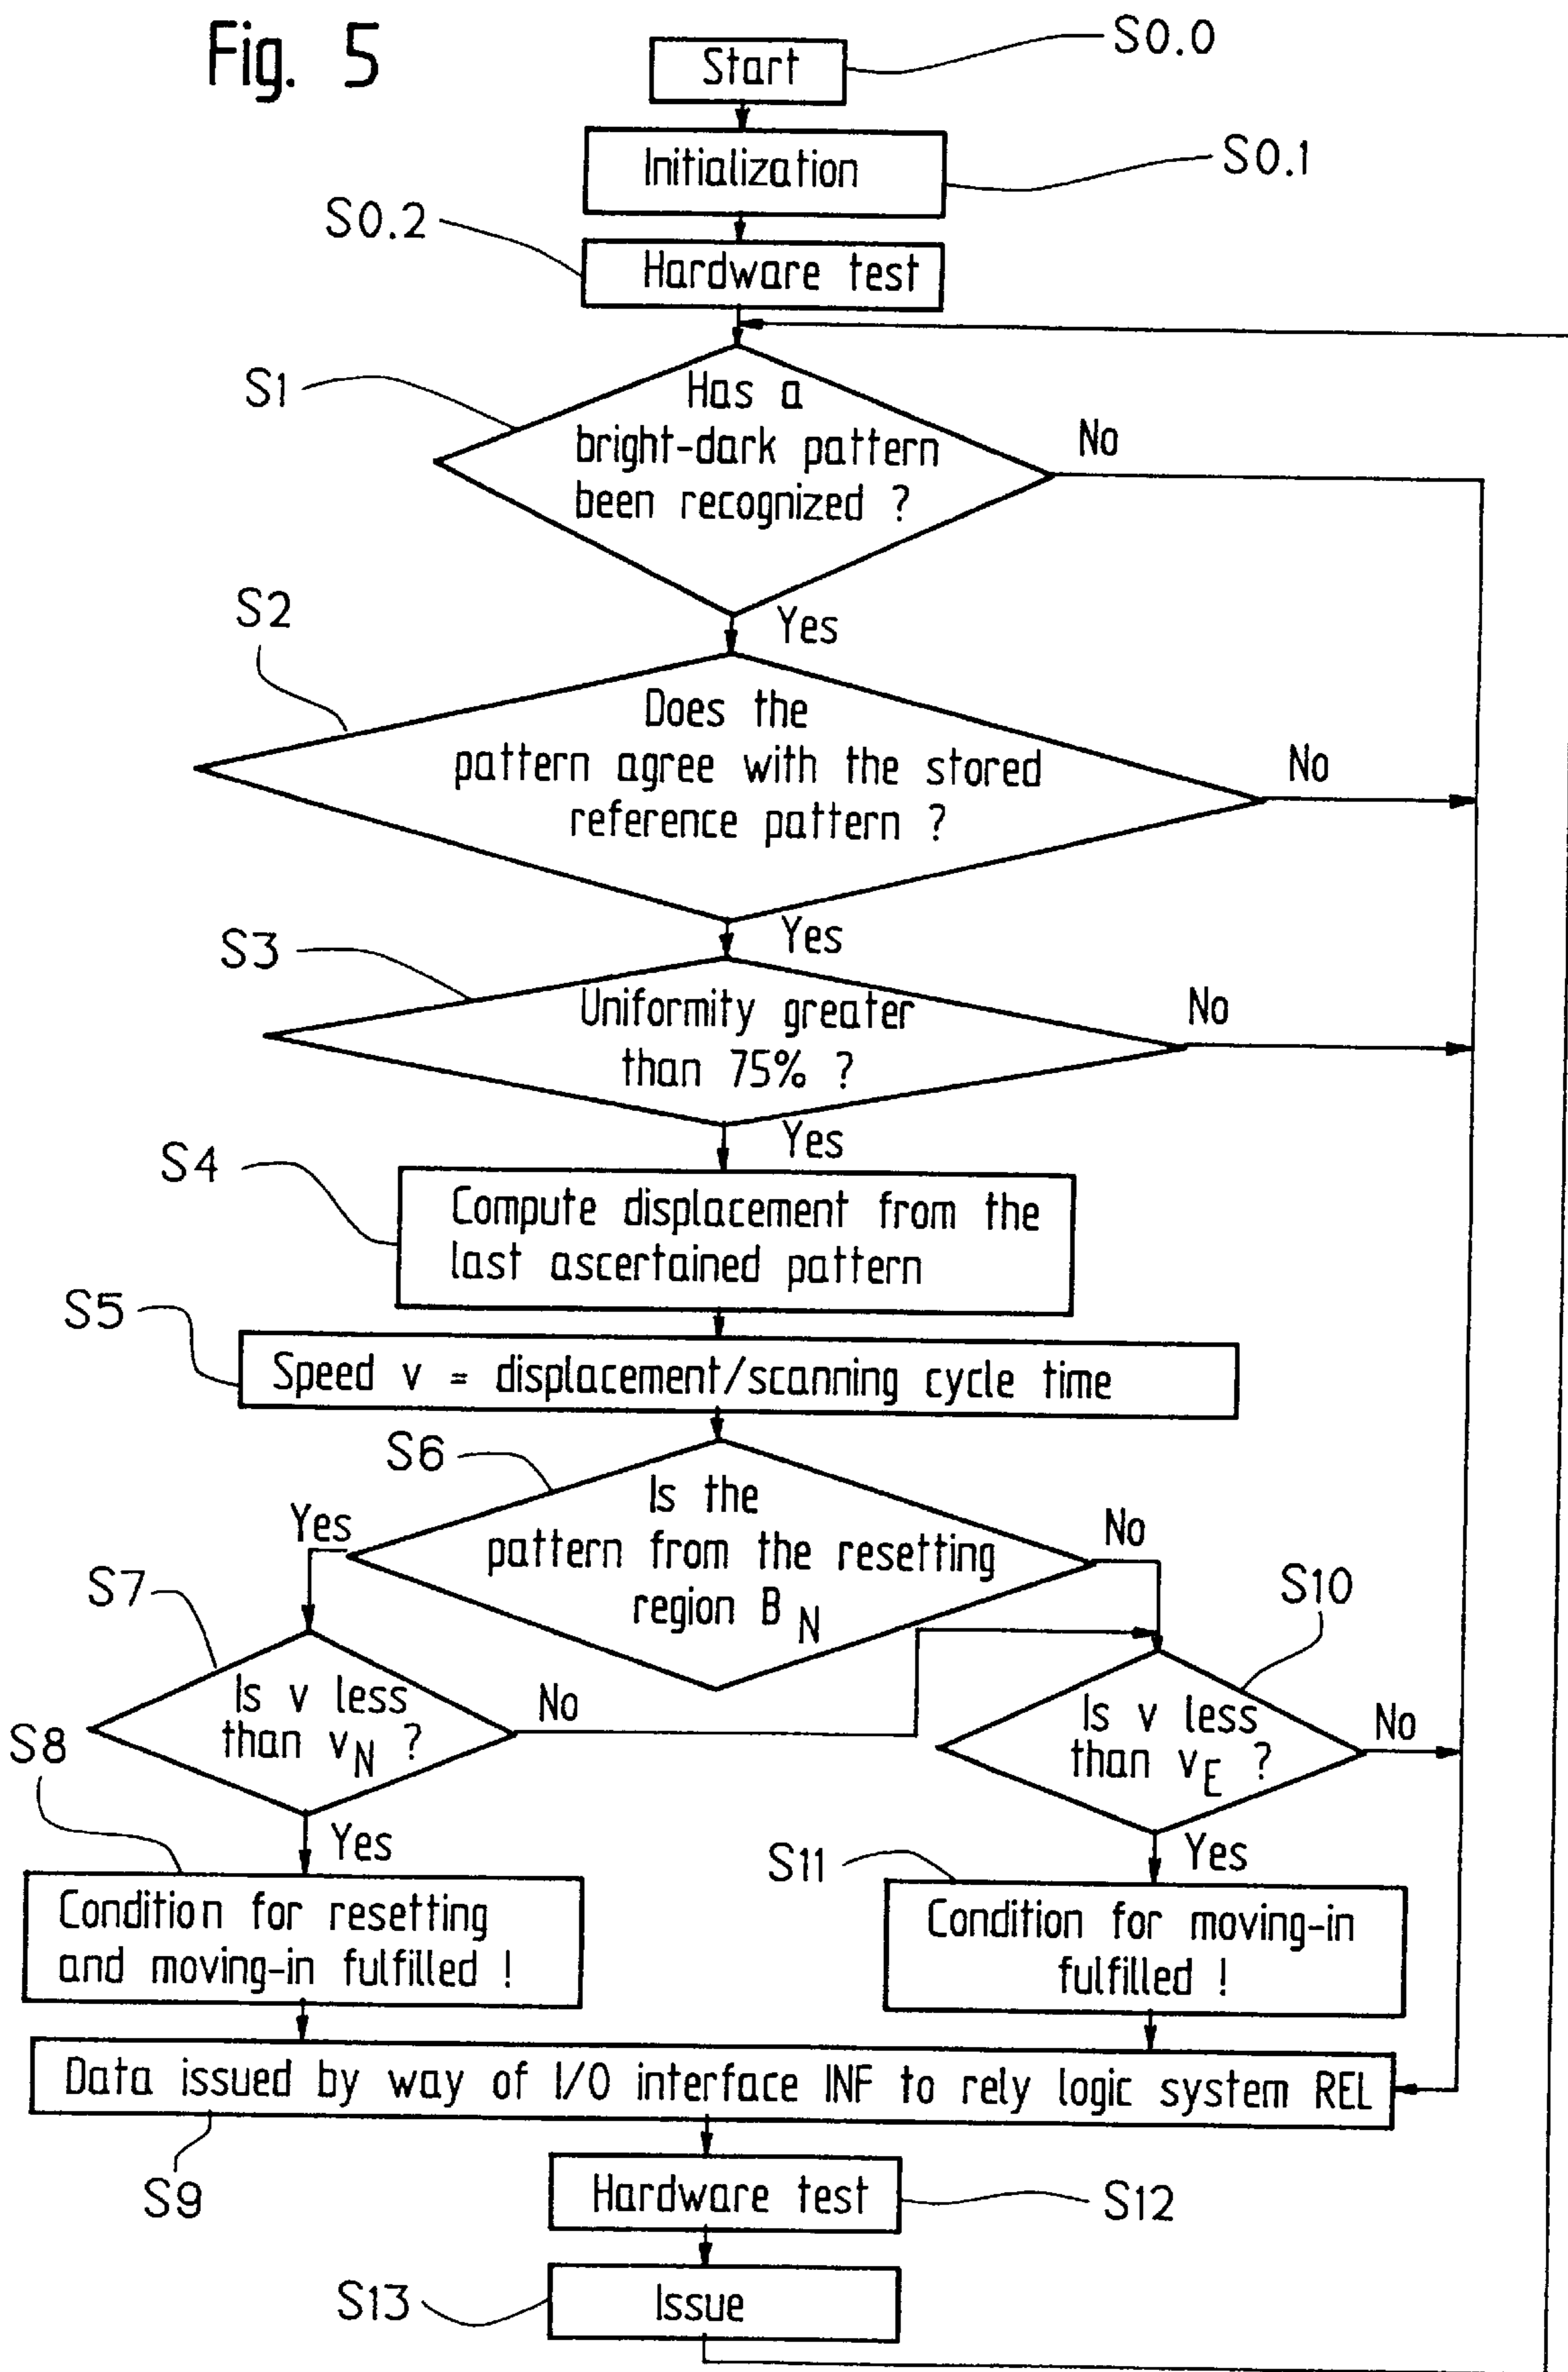 Fig. 5
Start
S0.0
Initialization
S0.1
S0.2
Hardware test
S1
Has a
bright-dark pattern
been recognized ?
No
Yes
S2
Does the
pattern agree with the stored
reference pattern ?
No
Yes
S3
Uniformity greater
than 75% ?
No
Yes
S4
Compute displacement from the
last ascertained pattern
S5
Speed v = displacement/scanning cycle time
S6
Is the
pattern from the resetting
region B N
Yes
No
S7
Is v less
than v N ?
No
S10
Is v less
than v E ?
No
S8
Yes
Condition for resetting
and moving-in fulfilled !
S11
Yes
Condition for moving-in
fulfilled !
Data issued by way of I/O interface INF to rely logic system REL
S9
Hardware test
S12
S13
Issue